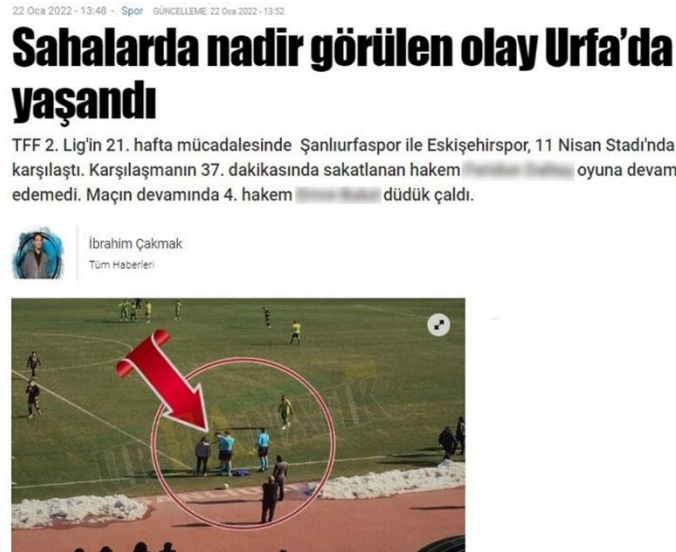 22 Oca 2022 - 13:48 - Spor GÜNCELLEME: 22 Oca 2022 - 13:52
Sahalarda nadir görülen olay Urfa'da
yaşandı
TFF 2. Lig'in 21. hafta mücadalesinde Şanlıurfaspor ile Eskişehirspor, 11 Nisan Stadı'nda
karşılaştı. Karşılaşmanın 37. dakikasında sakatlanan hakem oyuna devam
edemedi. Maçın devamında 4. hakem düdük çaldı.
İbrahim Çakmak
Tüm Haberleri